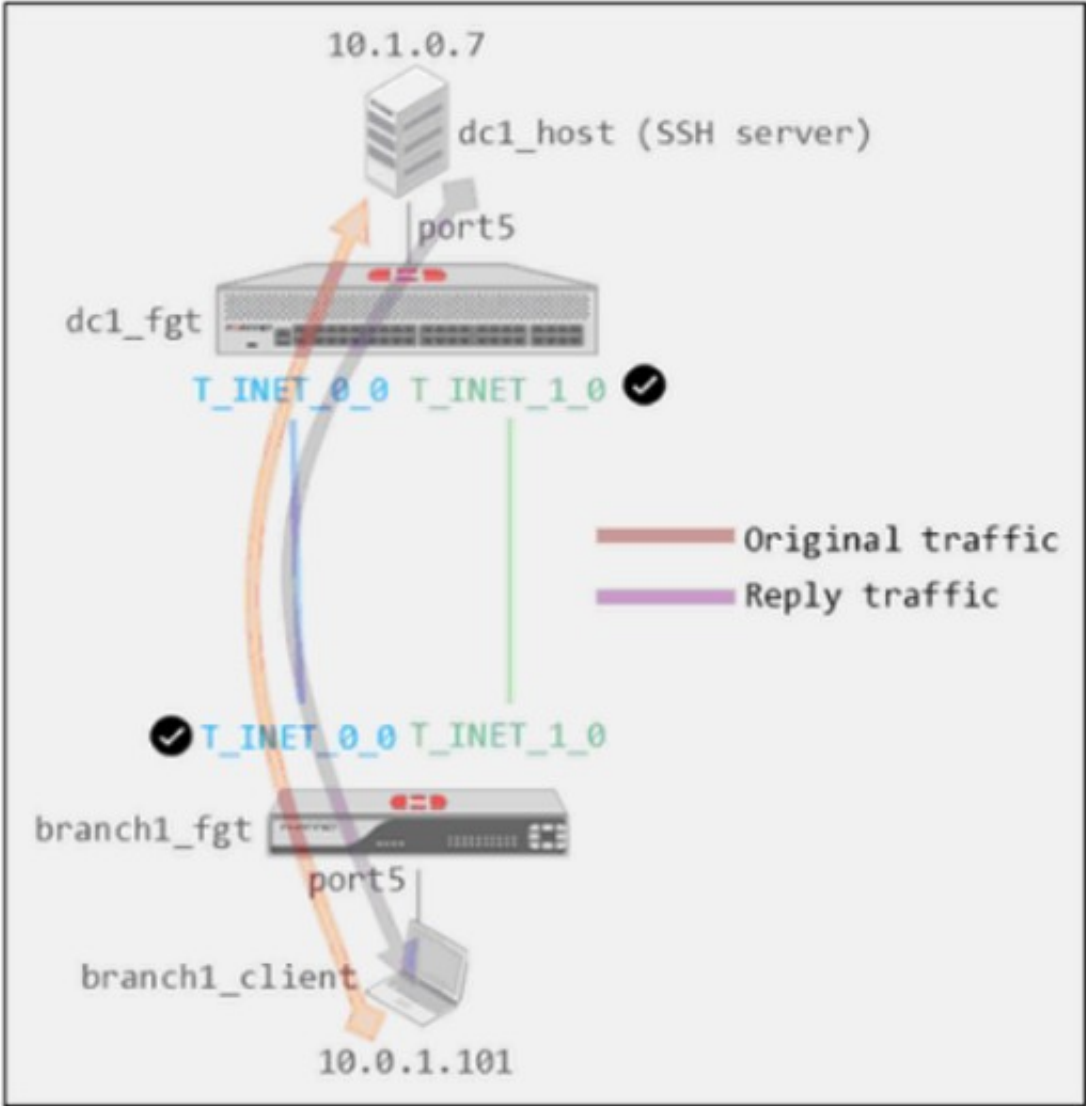 10.1.0.7
dc1_host (SSH server)
port5
dc1_fgt
T_INET_0_0 T_INET_1_0
Original traffic
Reply traffic
T_INET_0_0 T_INET_1_0
branch1_fgt
port5
branch1_client
10.0.1.101